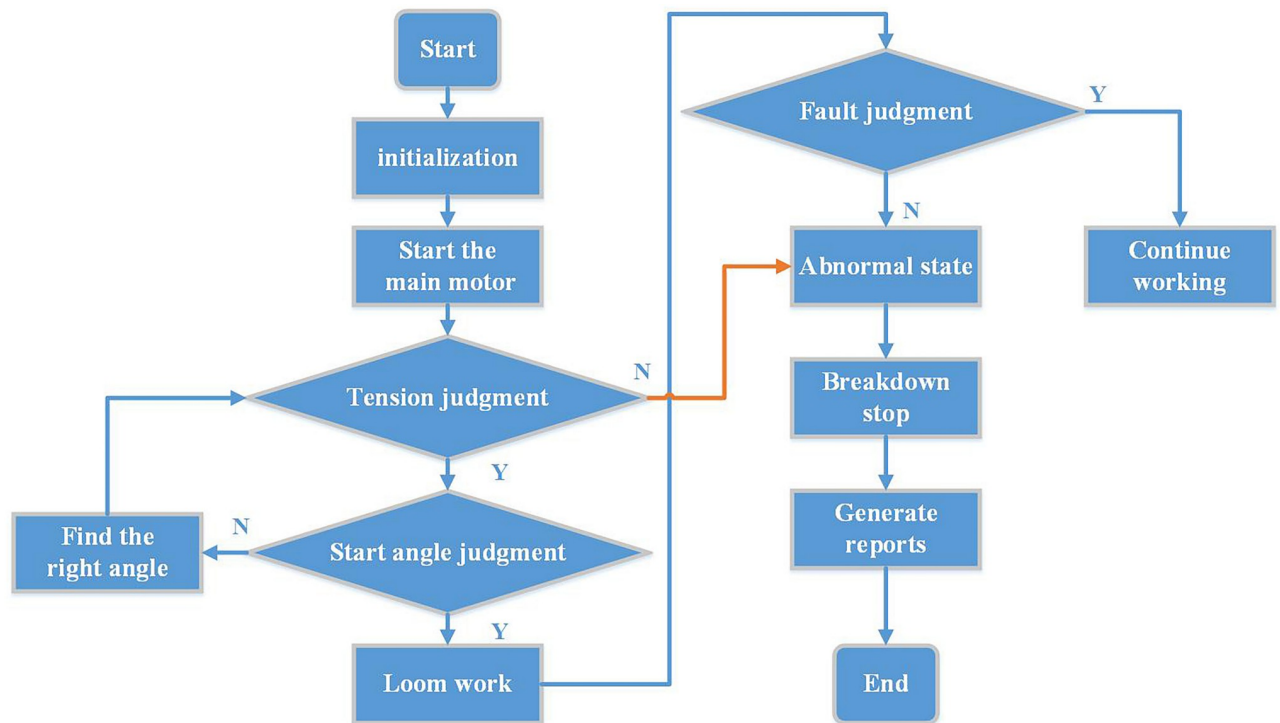 Start
initialization
Start the
main motor
Tension judgment
N
Y
Start angle judgment
N
Find the
right angle
Y
Loom work
Fault judgment
Y
N
Abnormal state
Continue
working
Breakdown
stop
Generate
reports
End